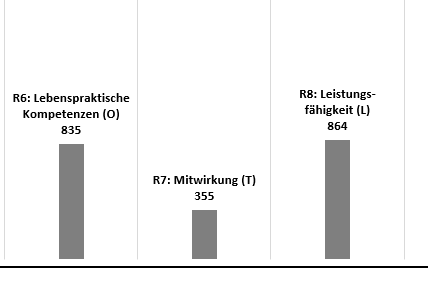 R6: Lebenspraktische
Kompetenzen (O)
835
R7: Mitwirkung (T)
355
R8: Leistungs-
fähigkeit (L)
864